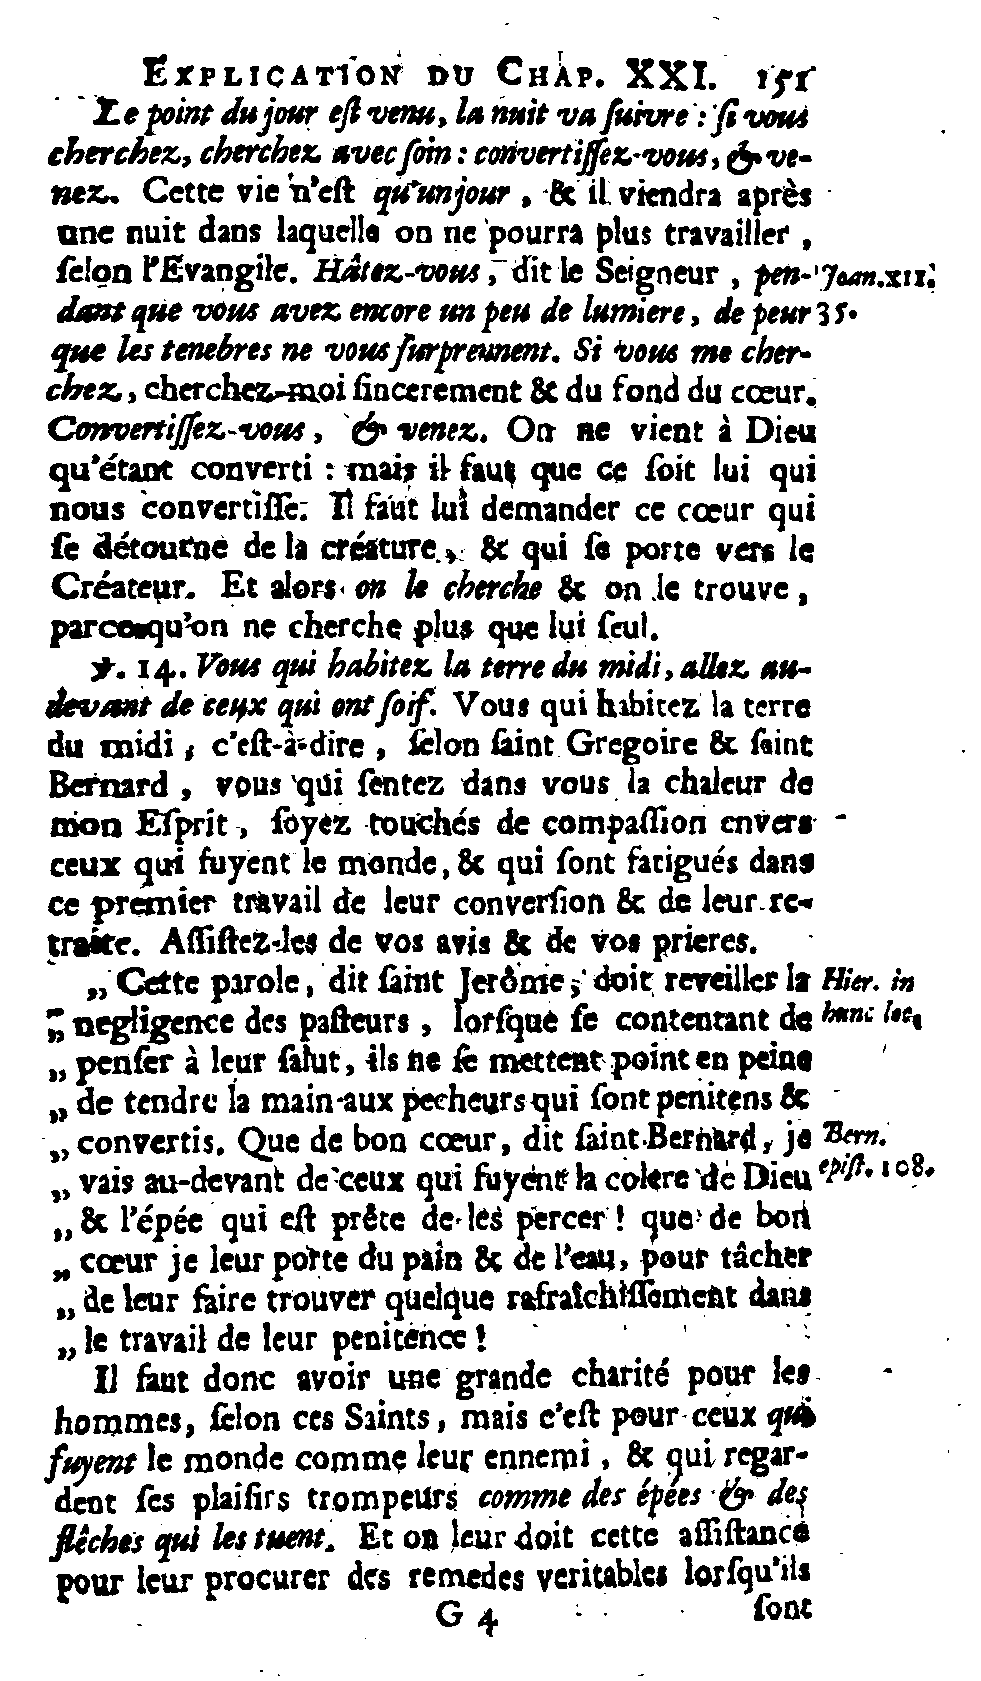 EXPLICATION DU CHAP. XXI. 151
Le point du jour eſt venu, la nuit va ſuivre : ſi vous
cherchez, cherchez avec ſoin : convertiſſez-vous, & ve-
nez. Cette vie n'eſt qu'un jour, & il viendra après
une nuit dans laquelle on ne pourra plus travailler,
ſelon l'Evangile. Hâtez-vous, dit le Seigneur, pen- Joan.XII.
dant que vous avez encore un peu de lumiere, de peur 35.
que les tenebres ne vous ſurprennent. Si vous me cher-
chez, cherchez-moi ſincerement & du fond du cœur.
Convertiſſez-vous, & venez. On ne vient à Dieu
qu'étant converti : mais il faut que ce ſoit lui qui
nous convertiſſe. Il faut lui demander ce cœur qui
ſe détourne de la créature, & qui ſe porte vers le
Créateur. Et alors on le cherche & on le trouve,
parcequ'on ne cherche plus que lui ſeul.
℣. 14. Vous qui habitez la terre du midi, allez au-
devant de ceux qui ont ſoif. Vous qui habitez la terre
du midi, c'eſt-à-dire, ſelon ſaint Gregoire & ſaint
Bernard, vous qui ſentez dans vous la chaleur de
mon Eſprit, ſoyez touchés de compaſſion envers
ceux qui fuyent le monde, & qui ſont fatigués dans
ce premier travail de leur converſion & de leur re-
traite. Aſſiſtez-les de vos avis & de vos prieres.
„ Cette parole, dit ſaint Jerôme, doit reveiller la Hier. in
„ negligence des paſteurs, lorſque ſe contentant de hunc loc.
„ penſer à leur ſalut, ils ne ſe mettent point en peine
„ de tendre la main aux pecheurs qui ſont penitens &
„ convertis. Que de bon cœur, dit ſaint Bernard, je Bern.
„ vais au-devant de ceux qui fuyent la colere de Dieu epiſt. 108.
„ & l'épée qui eſt prête de les percer ! que de bon
„ cœur je leur porte du pain & de l'eau, pour tâcher
„ de leur faire trouver quelque rafraîchiſſement dans
„ le travail de leur penitence !
Il faut donc avoir une grande charité pour les
hommes, ſelon ces Saints, mais c'eſt pour ceux qui
fuyent le monde comme leur ennemi, & qui regar-
dent ſes plaiſirs trompeurs comme des épées & des
flêches qui les tuent. Et on leur doit cette aſſiſtance
pour leur procurer des remedes veritables lorſqu'ils
G 4 ſont